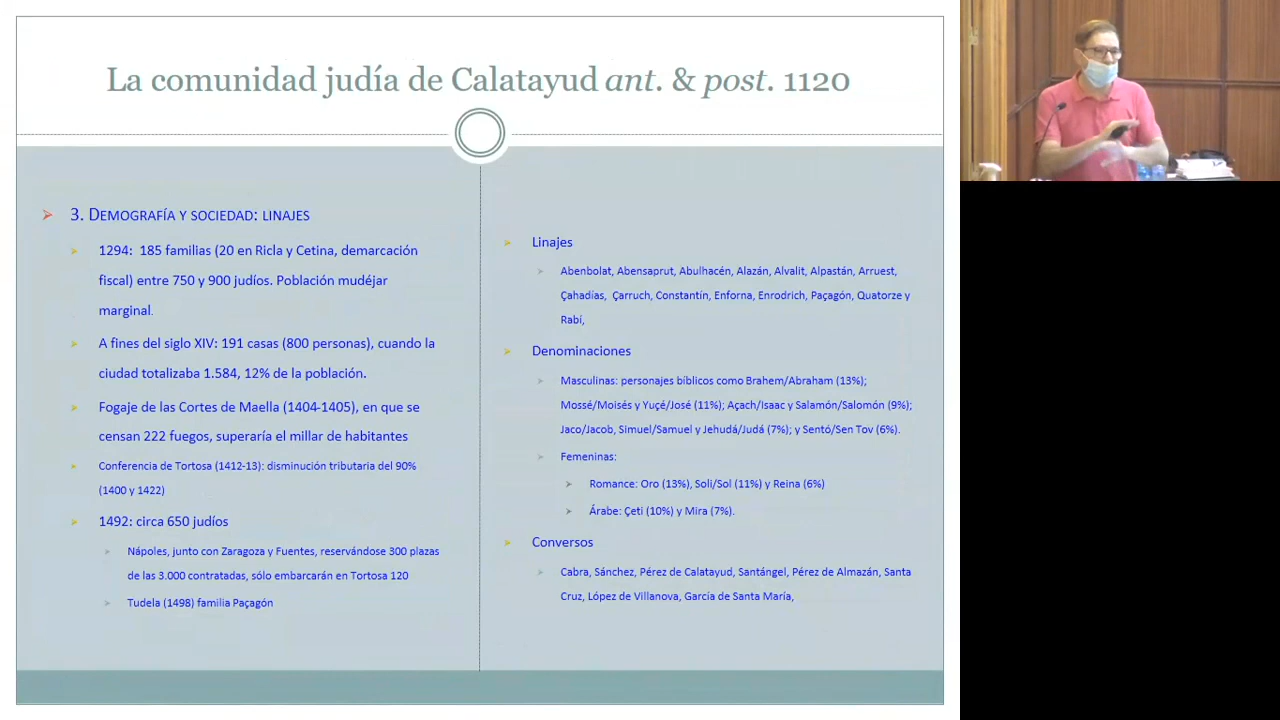 La comunidad judía de Calatayud ant. & post. 1120
3. Demografía y sociedad: linajes
1294: 185 familias (20 en Ricla y Cetina, demarcación
fiscal) entre 750 y 900 judíos. Población mudéjar
marginal.
A fines del siglo XIV: 191 casas (800 personas), cuando la
ciudad totalizaba 1.584, 12% de la población.
Fogaje de las Cortes de Maella (1404-1405), en que se
censan 222 fuegos, superaría el millar de habitantes
Conferencia de Tortosa (1412-13): disminución tributaria del 90%
(1400 y 1422)
1492: circa 650 judíos
Nápoles, junto con Zaragoza y Fuentes, reservándose 300 plazas
de las 3.000 contratadas, sólo embarcarán en Tortosa 120
Tudela (1498) familia Paçagón
Linajes
Abenbolat, Abensaprut, Abulhacén, Alazán, Alvalit, Alpastán, Arruest,
Çahadías, Çarruch, Constantín, Enforna, Enrodrich, Paçagón, Quatorze y
Rabí,
Denominaciones
Masculinas: personajes bíblicos como Brahem/Abraham (13%);
Mossé/Moisés y Yuçé/José (11%); Açach/Isaac y Salamón/Salomón (9%);
Jaco/Jacob, Simuel/Samuel y Jehudá/Judá (7%); y Sentó/Sen Tov (6%).
Femeninas:
Romance: Oro (13%), Soli/Sol (11%) y Reina (6%)
Árabe: Çeti (10%) y Mira (7%).
Conversos
Cabra, Sánchez, Pérez de Calatayud, Santángel, Pérez de Almazán, Santa
Cruz, López de Villanova, García de Santa María,